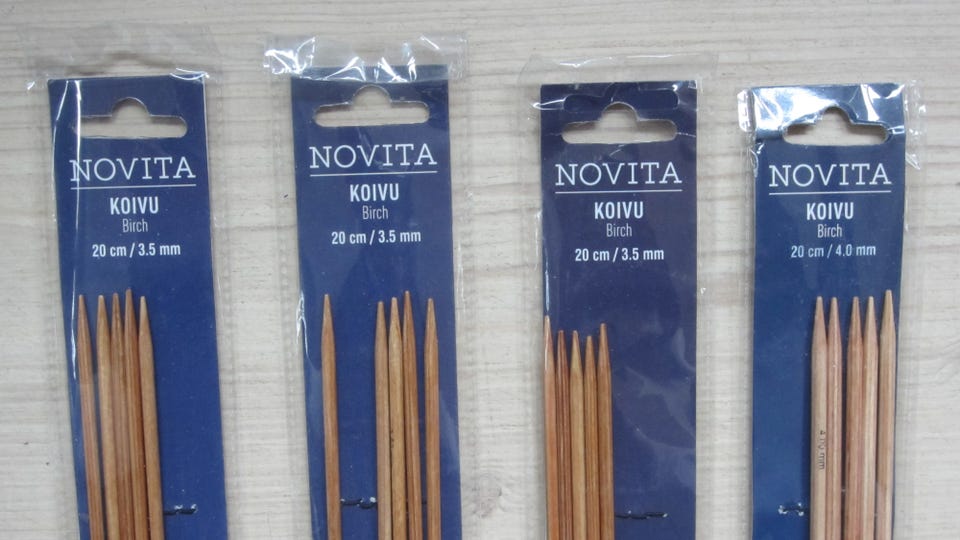 NOVITA
KOIVU
Birch
20 cm / 3.5 mm
NOVITA
KOIVU
Birch
20 cm / 3.5 mm
NOVITA
KOIVU
Birch
20 cm / 3.5 mm
NOVITA
KOIVU
Birch
20 cm / 4.0 mm